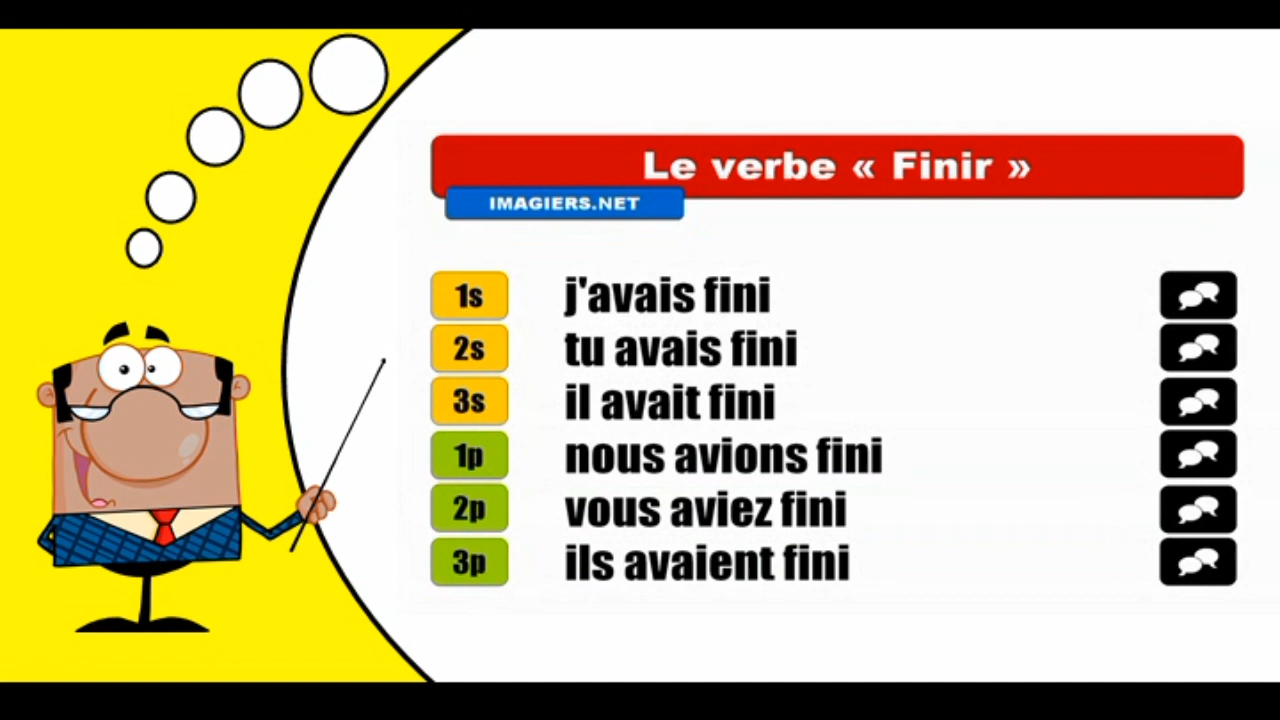 Le verbe « Finir »
IMAGIERS.NET
1s j'avais fini
2s tu avais fini
3s il avait fini
1p nous avions fini
2p vous aviez fini
3p ils avaient fini